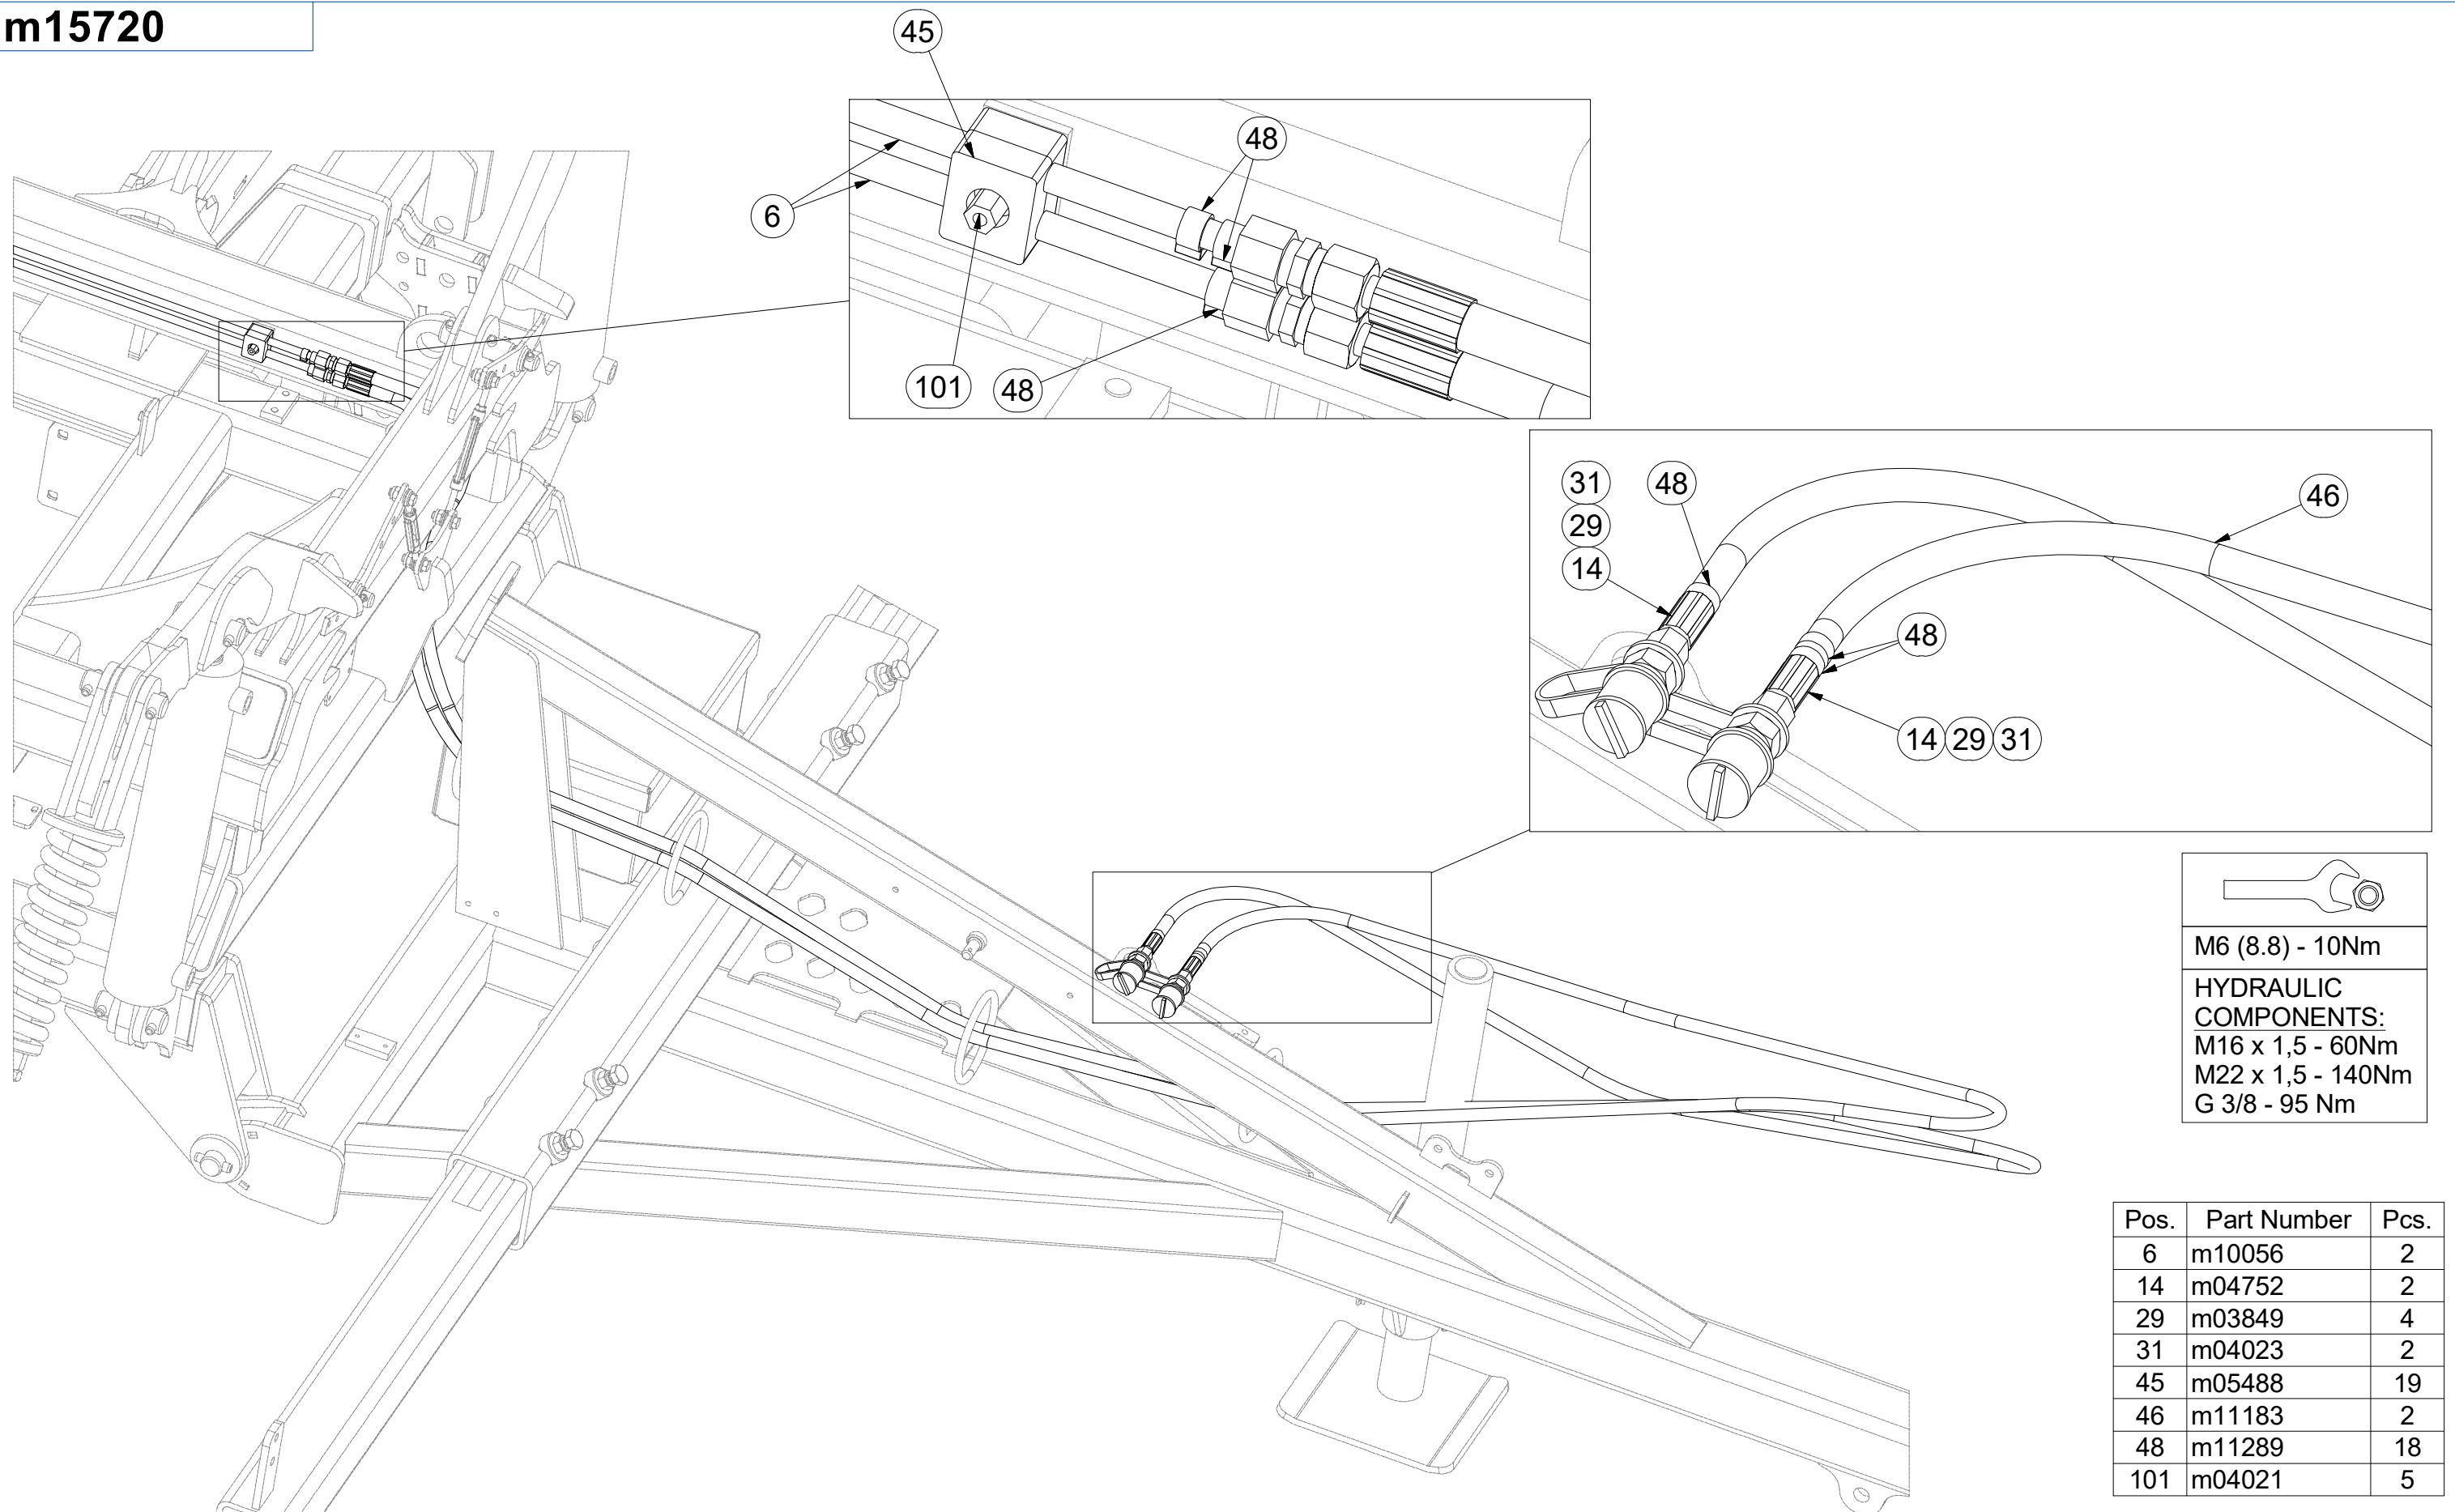 m15720
45
48
6
101
48
31
48
46
29
14
48
14 29 31
M6 (8.8) - 10Nm
HYDRAULIC
COMPONENTS:
M16 x 1,5 - 60Nm
M22 x 1,5 - 140Nm
G 3/8 - 95 Nm
Pos. Part Number Pcs.
6 m10056 2
14 m04752 2
29 m03849 4
31 m04023 2
45 m05488 19
46 m11183 2
48 m11289 18
101 m04021 5